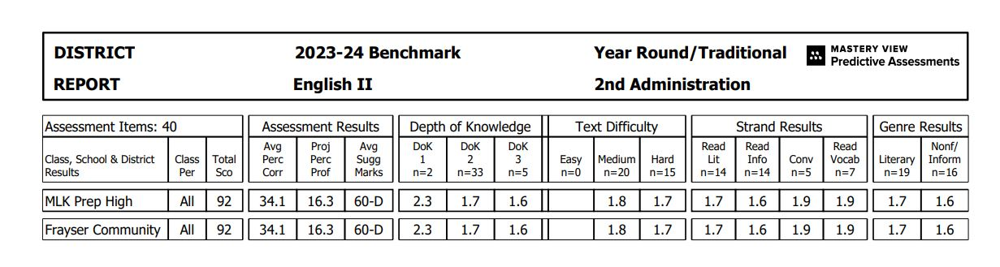 DISTRICT 2023-24 Benchmark Year Round/Traditional MASTERY VIEW
Predictive Assessments
REPORT English II 2nd Administration
Assessment Items: 40 Assessment Results Depth of Knowledge Text Difficulty Strand Results Genre Results
Class, School & District Results Class Per Total Sco Avg Perc Corr Proj Perc Prof Avg Sugg Marks DoK 1 n=2 DoK 2 n=33 DoK 3 n=5 Easy n=0 Medium n=20 Hard n=15 Read Lit n=14 Read Info n=14 Conv n=5 Read Vocab n=7 Literary n=19 Nonf/ Inform n=16
MLK Prep High All 92 34.1 16.3 60-D 2.3 1.7 1.6 1.8 1.7 1.7 1.6 1.9 1.9 1.7 1.6
Frayser Community All 92 34.1 16.3 60-D 2.3 1.7 1.6 1.8 1.7 1.7 1.6 1.9 1.9 1.7 1.6